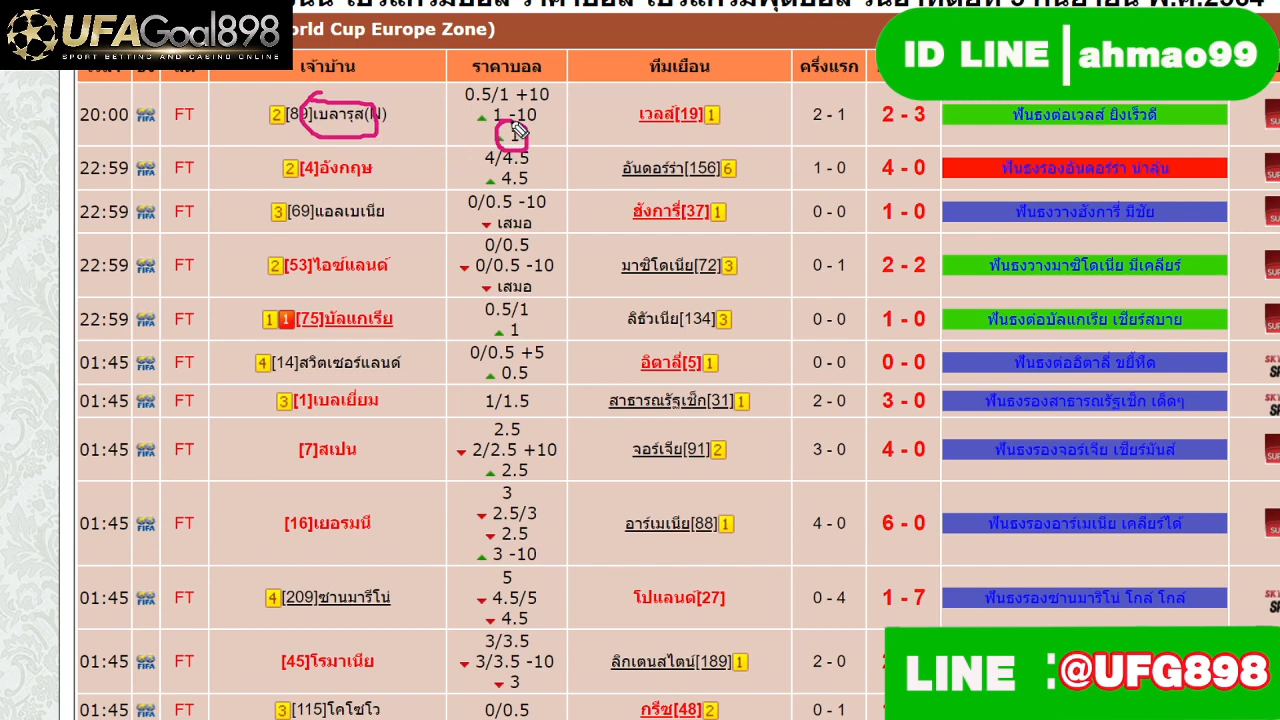 UFAGoal898
SPORT BETTING AND CASINO ONLINE
orld Cup Europe Zone)
ID LINE | ahmao99
เจ้าบ้าน ราคาบอล ทีมเยือน ครึ่งแรก
20:00 FIFA FT 2 [89]เบลารุส(N) 0.5/1 +10 เวลส์[19] 1 2 - 1 2 - 3 ฟันธงต่อเวลส์ ยิงเร็วดี
1 -10
1
22:59 FIFA FT 2 [4]อังกฤษ 4/4.5 อันดอร์ร่า[156] 6 1 - 0 4 - 0 ฟันธงรองอันดอร์ร่า น่าลุ้น
4.5
22:59 FIFA FT 3 [69]แอลเบเนีย 0/0.5 -10 ฮังการี่[37] 1 0 - 0 1 - 0 ฟันธงวางฮังการี่ มีชัย
เสมอ
22:59 FIFA FT 2 [53]ไอซ์แลนด์ 0/0.5 มาซิโดเนีย[72] 3 0 - 1 2 - 2 ฟันธงวางมาซิโดเนีย มีเคลียร์
0/0.5 -10
เสมอ
22:59 FIFA FT 1 1 [75]บัลแกเรีย 0.5/1 ลิธัวเนีย[134] 3 0 - 0 1 - 0 ฟันธงต่อบัลแกเรีย เชียร์สบาย
1
01:45 FIFA FT 4 [14]สวิตเซอร์แลนด์ 0/0.5 +5 อิตาลี่[5] 1 0 - 0 0 - 0 ฟันธงต่ออิตาลี่ ขยี้หืด
0.5
01:45 FIFA FT 3 [1]เบลเยี่ยม 1/1.5 สาธารณรัฐเช็ก[31] 1 2 - 0 3 - 0 ฟันธงรองสาธารณรัฐเช็ก เด็ดๆ
01:45 FIFA FT [7]สเปน 2.5 จอร์เจีย[91] 2 3 - 0 4 - 0 ฟันธงรองจอร์เจีย เชียร์มันส์
2/2.5 +10
2.5
01:45 FIFA FT [16]เยอรมนี 3 อาร์เมเนีย[88] 1 4 - 0 6 - 0 ฟันธงรองอาร์เมเนีย เคลียร์ได้
2.5/3
2.5
3 -10
01:45 FIFA FT 4 [209]ซานมารีโน่ 5 โปแลนด์[27] 0 - 4 1 - 7 ฟันธงรองซานมารีโน่ โกล์ โกล์
4.5/5
4.5
01:45 FIFA FT [45]โรมาเนีย 3/3.5 ลิกเตนสไตน์[189] 1 2 - 0
3/3.5 -10
3
01:45 FIFA FT 3 [115]โคโซโว 0/0.5 กรีซ[48] 2 0 - 1
LINE :@UFG898